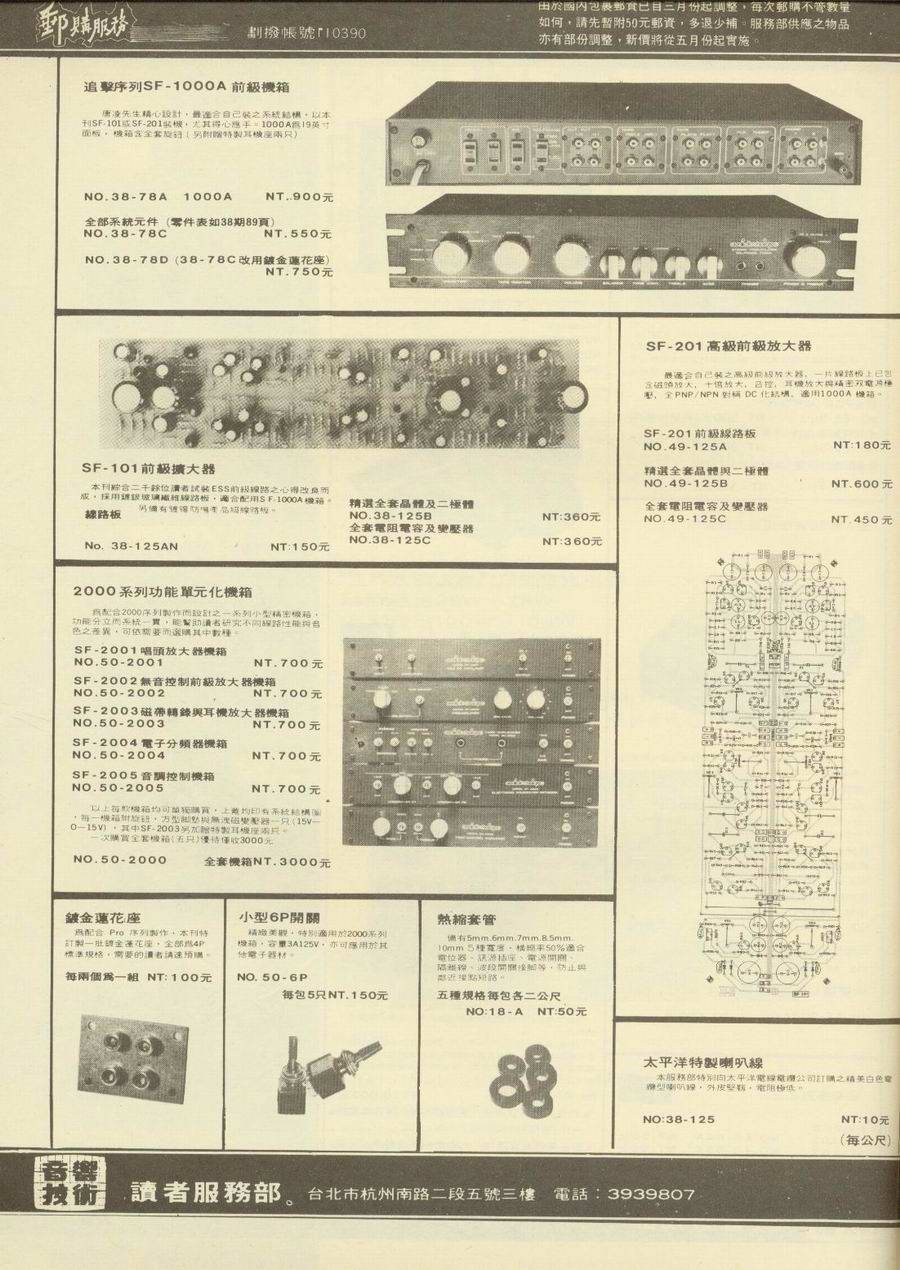 郵購服務
劃撥帳號 110390
由於國內包裹郵資已自三月份起調整，每次郵購不管數量
如何，請先暫附50元郵資，多退少補。服務部供應之物品
亦有部份調整，新價將從五月份起實施。
追擊序列SF-1000A 前級機箱
唐凌先生精心設計，最適合自己裝之系統結構，以本
刊SF-101或SF-201裝機，尤其得心應手。1000A爲19英寸
面板，機箱含全套旋鈕（另附贈特製耳機座兩只）
NO.38-78A 1000A NT..900元
全部系統元件（零件表如38期89頁）
NO.38-78C NT.550元
NO.38-78D (38-78C改用鍍金蓮花座)
NT.750元
SF-101前級擴大器
本刊綜合二千餘位讀者試裝ESS前級線路之心得改良而
成，採用鍍銀玻璃纖維線路板，適合配用SF-1000A機箱。
線路板
No. 38-125AN NT:150元
精選全套晶體及二極體
NO.38-125B NT:360元
全套電阻電容及變壓器
NO.38-125C NT:360元
SF-201高級前級放大器
最適合自己裝之高級前級放大器，一片線路板上已包
含磁頭放大，十倍放大，音控，耳機放大與精密双電源穩
壓，全PNP/NPN對稱 DC 化結構，適用1000A 機箱。
SF-201前級線路板
NO.49-125A NT:180元
精選全套晶體與二極體
NO.49-125B NT.600元
全套電阻電容及變壓器
NO.49-125C NT.450元
2000系列功能單元化機箱
爲配合2000序列製作而設計之一系列小型精密機箱，
功能分立而系統一貫，能幫助讀者研究不同線路性能與音
色之差異，可依需要而選購其中數種。
SF-2001唱頭放大器機箱
NO.50-2001 NT.700元
SF-2002無音控制前級放大器機箱
NO.50-2002 NT.700元
SF-2003磁帶轉錄與耳機放大器機箱
NO.50-2003 NT.700元
SF-2004電子分頻器機箱
NO.50-2004 NT.700元
SF-2005音調控制機箱
NO.50-2005 NT.700元
以上每款機箱均可單獨購買，上蓋均印有系統結構圖
，每一機箱附旋鈕，方型脚墊與無洩磁變壓器一只(15V—
0—15V)，其中SF-2003另加贈特製耳機座兩只。
一次購買全套機箱(五只)優待僅收3000元
NO.50-2000 全套機箱NT.3000元
鍍金蓮花座
爲配合 Pro 序列製作，本刊特
訂製一批鍍金蓮花座，全部爲4P
標準規格，需要的讀者請速預購。
每兩個爲一組 NT:100元
小型6P開關
精緻美觀，特別適用於2000系列
機箱，容量3A125V，亦可應用於其
他電子器材。
NO.50-6P
每包5只NT.150元
熱縮套管
備有5mm.6mm.7mm.8.5mm.
10mm 5種寬度，縮率50%適合
電位器、訊源插座、電源開關、
隔離線、波段開關接脚等，防止與
鄰近接點短路。
五種規格每包各二公尺
NO:18-A NT:50元
太平洋特製喇叭線
本服務部特別向太平洋電線電纜公司訂購之精美白色電
纜型喇叭線，外皮堅靱，電阻極低。
NO:38-125 NT:10元
(每公尺)
音響
技術
讀者服務部。台北市杭州南路二段五號三樓 電話：3939807